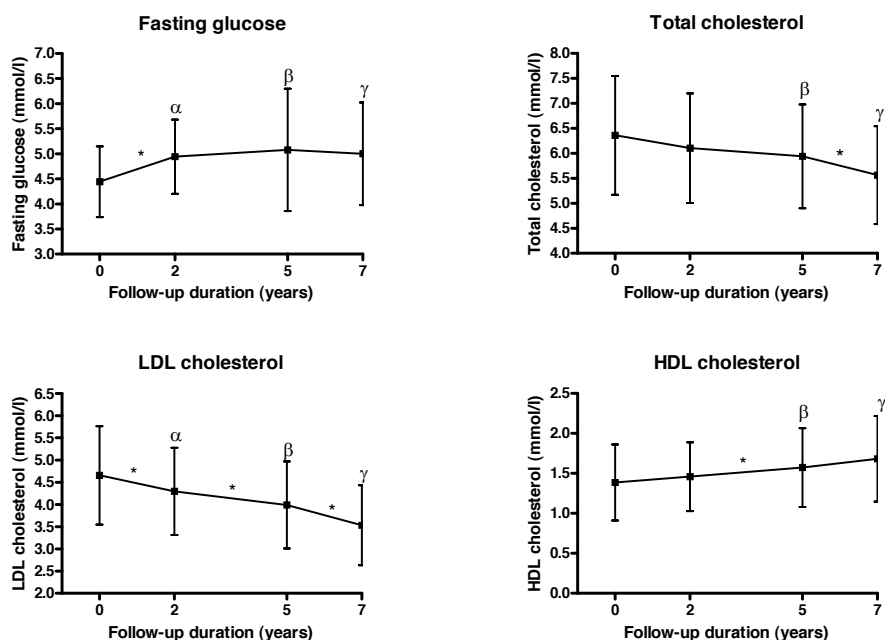 Fasting glucose
Fasting glucose (mmol/l)
7.0
6.5
6.0
5.5
5.0
4.5
4.0
3.5
3.0
α
β
γ
*
0 2 5 7
Follow-up duration (years)
Total cholesterol
Total cholesterol (mmol/l)
8.0
7.5
7.0
6.5
6.0
5.5
5.0
4.5
4.0
β
γ
*
0 2 5 7
Follow-up duration (years)
LDL cholesterol
LDL cholesterol (mmol/l)
6.5
6.0
5.5
5.0
4.5
4.0
3.5
3.0
2.5
2.0
α
β
γ
* * *
0 2 5 7
Follow-up duration (years)
HDL cholesterol
HDL cholesterol (mmol/l)
2.5
2.0
1.5
1.0
0.5
0.0
β
γ
*
0 2 5 7
Follow-up duration (years)